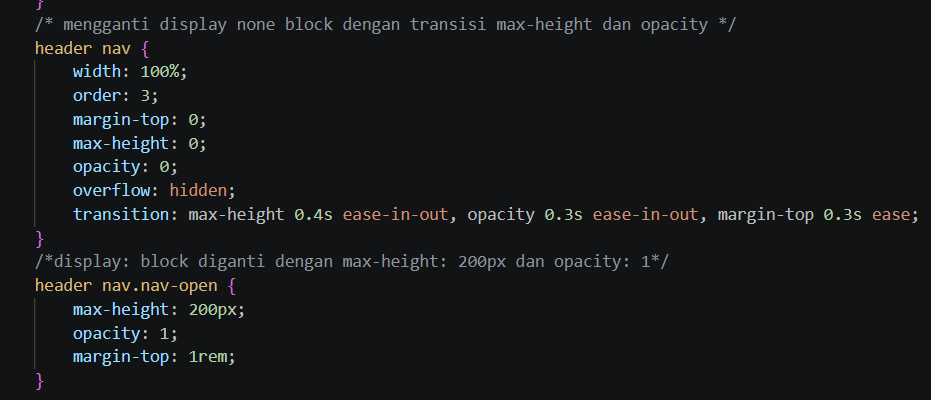 }
/* mengganti display none block dengan transisi max-height dan opacity */
header nav {
width: 100%;
order: 3;
margin-top: 0;
max-height: 0;
opacity: 0;
overflow: hidden;
transition: max-height 0.4s ease-in-out, opacity 0.3s ease-in-out, margin-top 0.3s ease;
}
/*display: block diganti dengan max-height: 200px dan opacity: 1*/
header nav.nav-open {
max-height: 200px;
opacity: 1;
margin-top: 1rem;
}